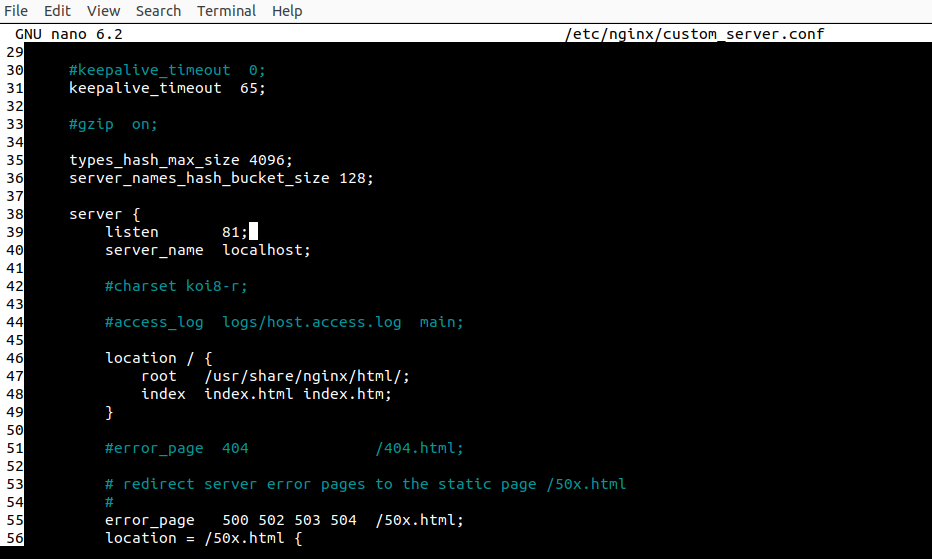 File Edit View Search Terminal Help
GNU nano 6.2 /etc/nginx/custom_server.conf
29
30 #keepalive_timeout 0;
31 keepalive_timeout 65;
32
33 #gzip on;
34
35 types_hash_max_size 4096;
36 server_names_hash_bucket_size 128;
37
38 server {
39 listen 81;
40 server_name localhost;
41
42 #charset koi8-r;
43
44 #access_log logs/host.access.log main;
45
46 location / {
47 root /usr/share/nginx/html/;
48 index index.html index.htm;
49 }
50
51 #error_page 404 /404.html;
52
53 # redirect server error pages to the static page /50x.html
54 #
55 error_page 500 502 503 504 /50x.html;
56 location = /50x.html {